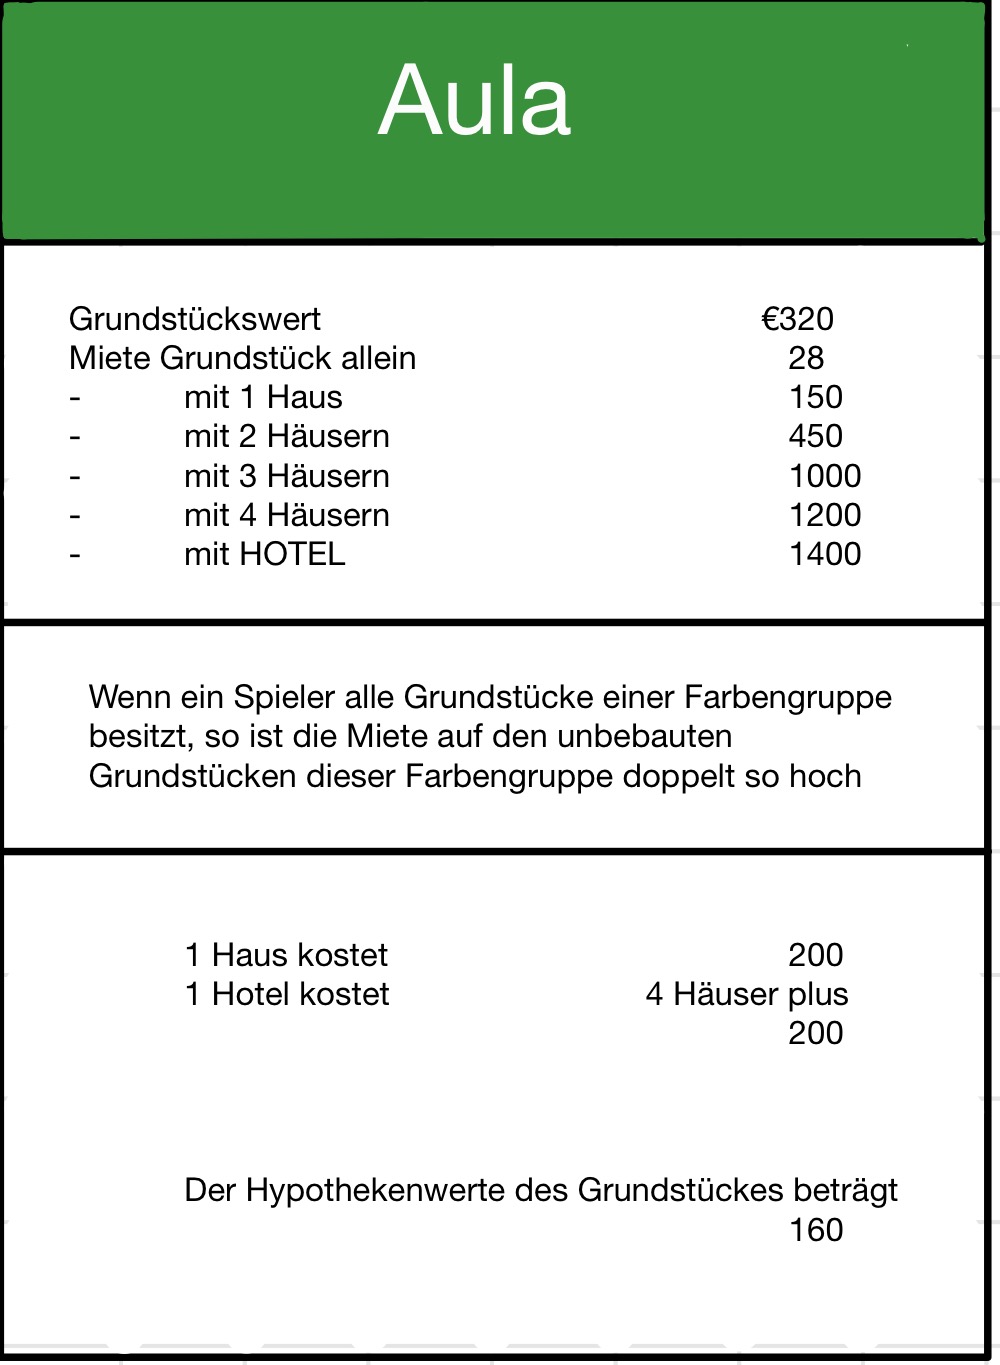 Aula
Grundstückswert €320
Miete Grundstück allein 28
- mit 1 Haus 150
- mit 2 Häusern 450
- mit 3 Häusern 1000
- mit 4 Häusern 1200
- mit HOTEL 1400
Wenn ein Spieler alle Grundstücke einer Farbengruppe
besitzt, so ist die Miete auf den unbebauten
Grundstücken dieser Farbengruppe doppelt so hoch
1 Haus kostet 200
1 Hotel kostet 4 Häuser plus
200
Der Hypothekenwerte des Grundstückes beträgt
160